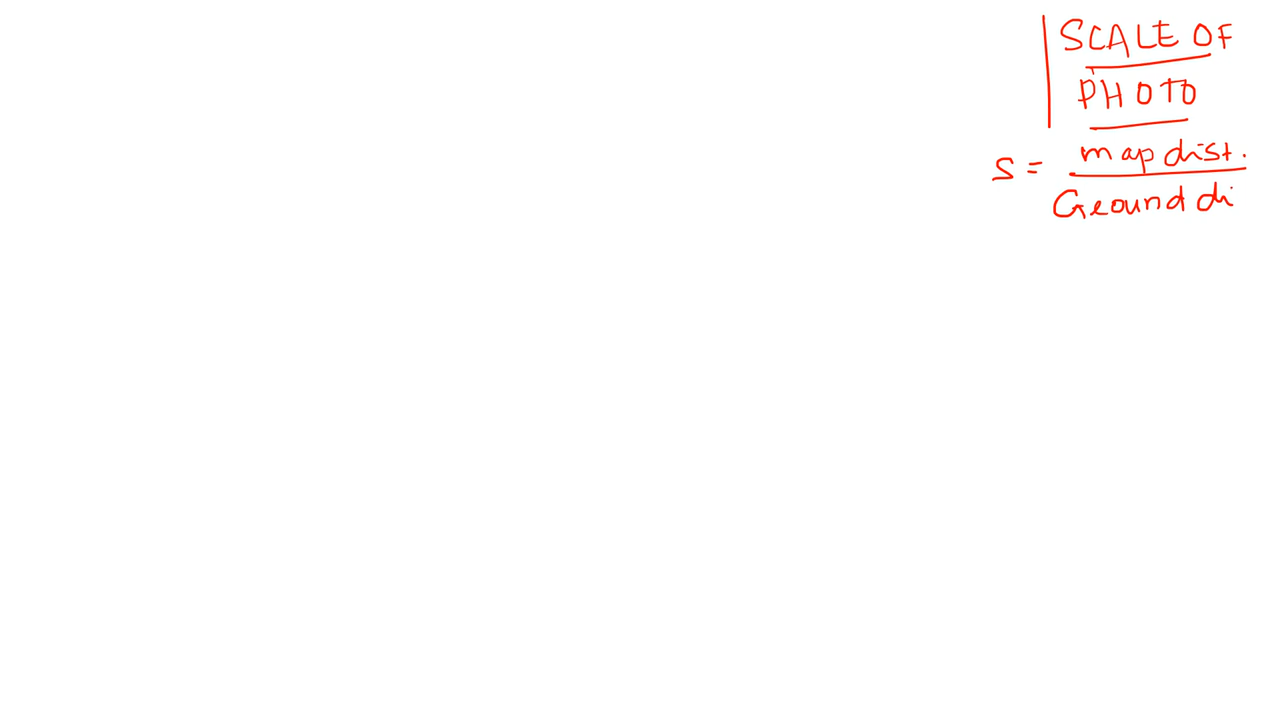 SCALE OF
PHOTO
S = map dist.
Ground di